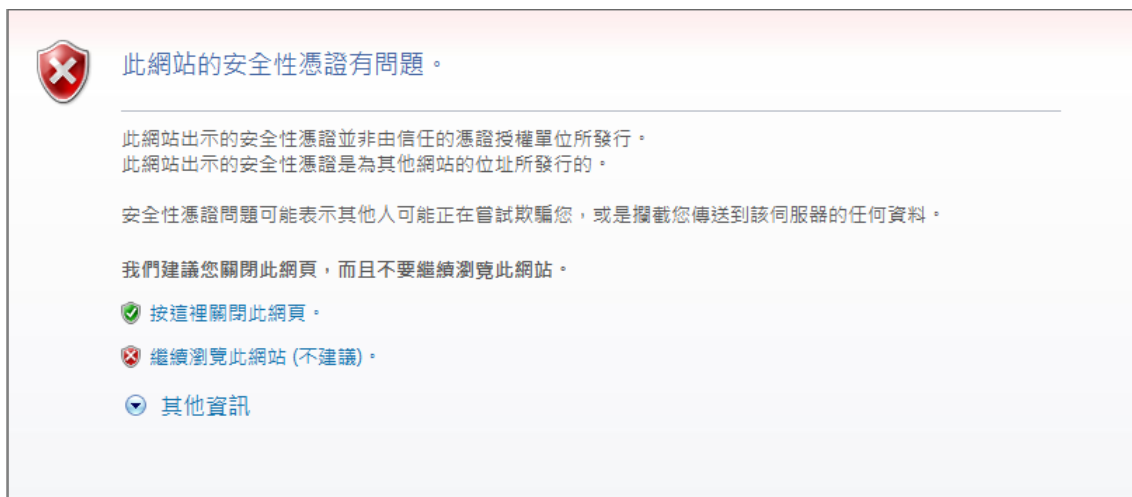 此網站的安全性憑證有問題。
此網站出示的安全性憑證並非由信任的憑證授權單位所發行。
此網站出示的安全性憑證是為其他網站的位址所發行的。
安全性憑證問題可能表示其他人可能正在嘗試欺騙您，或是攔截您傳送到該伺服器的任何資料。
我們建議您關閉此網頁，而且不要繼續瀏覽此網站。
按這裡關閉此網頁。
繼續瀏覽此網站 (不建議)。
其他資訊